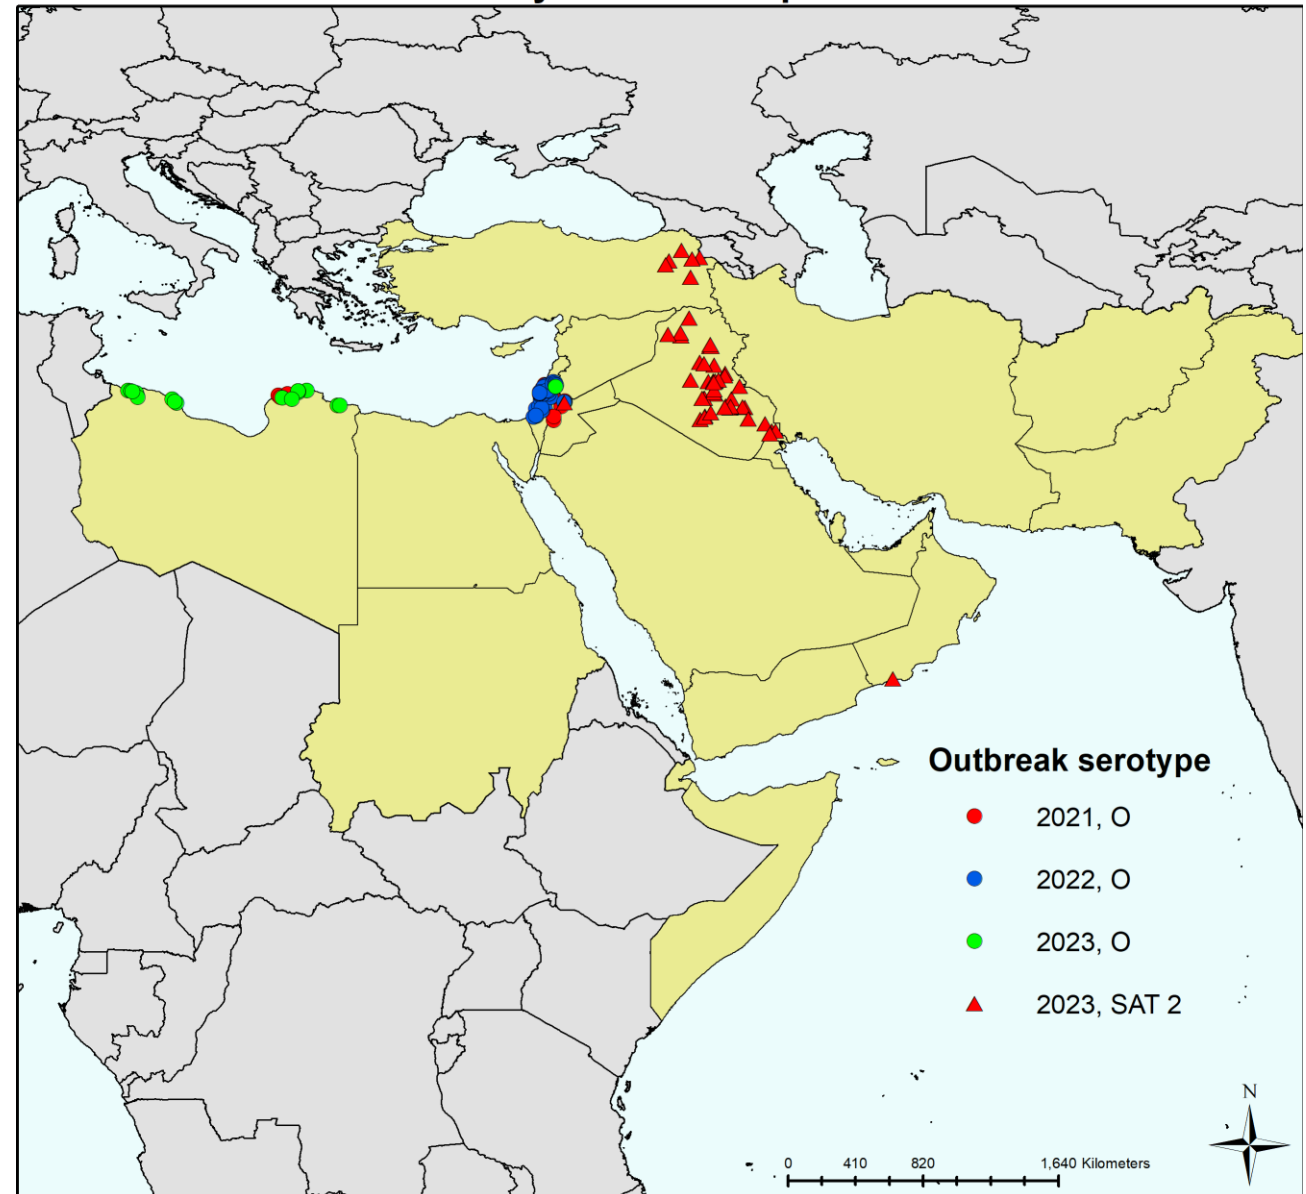 Outbreak serotype
2021, O
2022, O
2023, O
2023, SAT 2
N
0 410 820 1,640 Kilometers